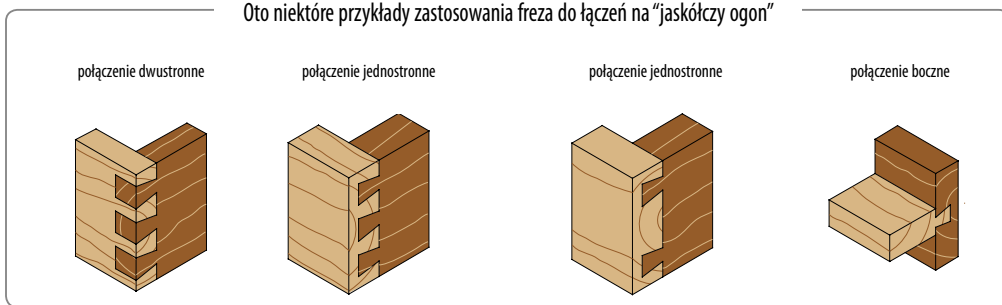 Oto niektóre przykłady zastosowania freza do łączeń na “jaskółczy ogon”
połączenie dwustronne
połączenie jednostronne
połączenie jednostronne
połączenie boczne